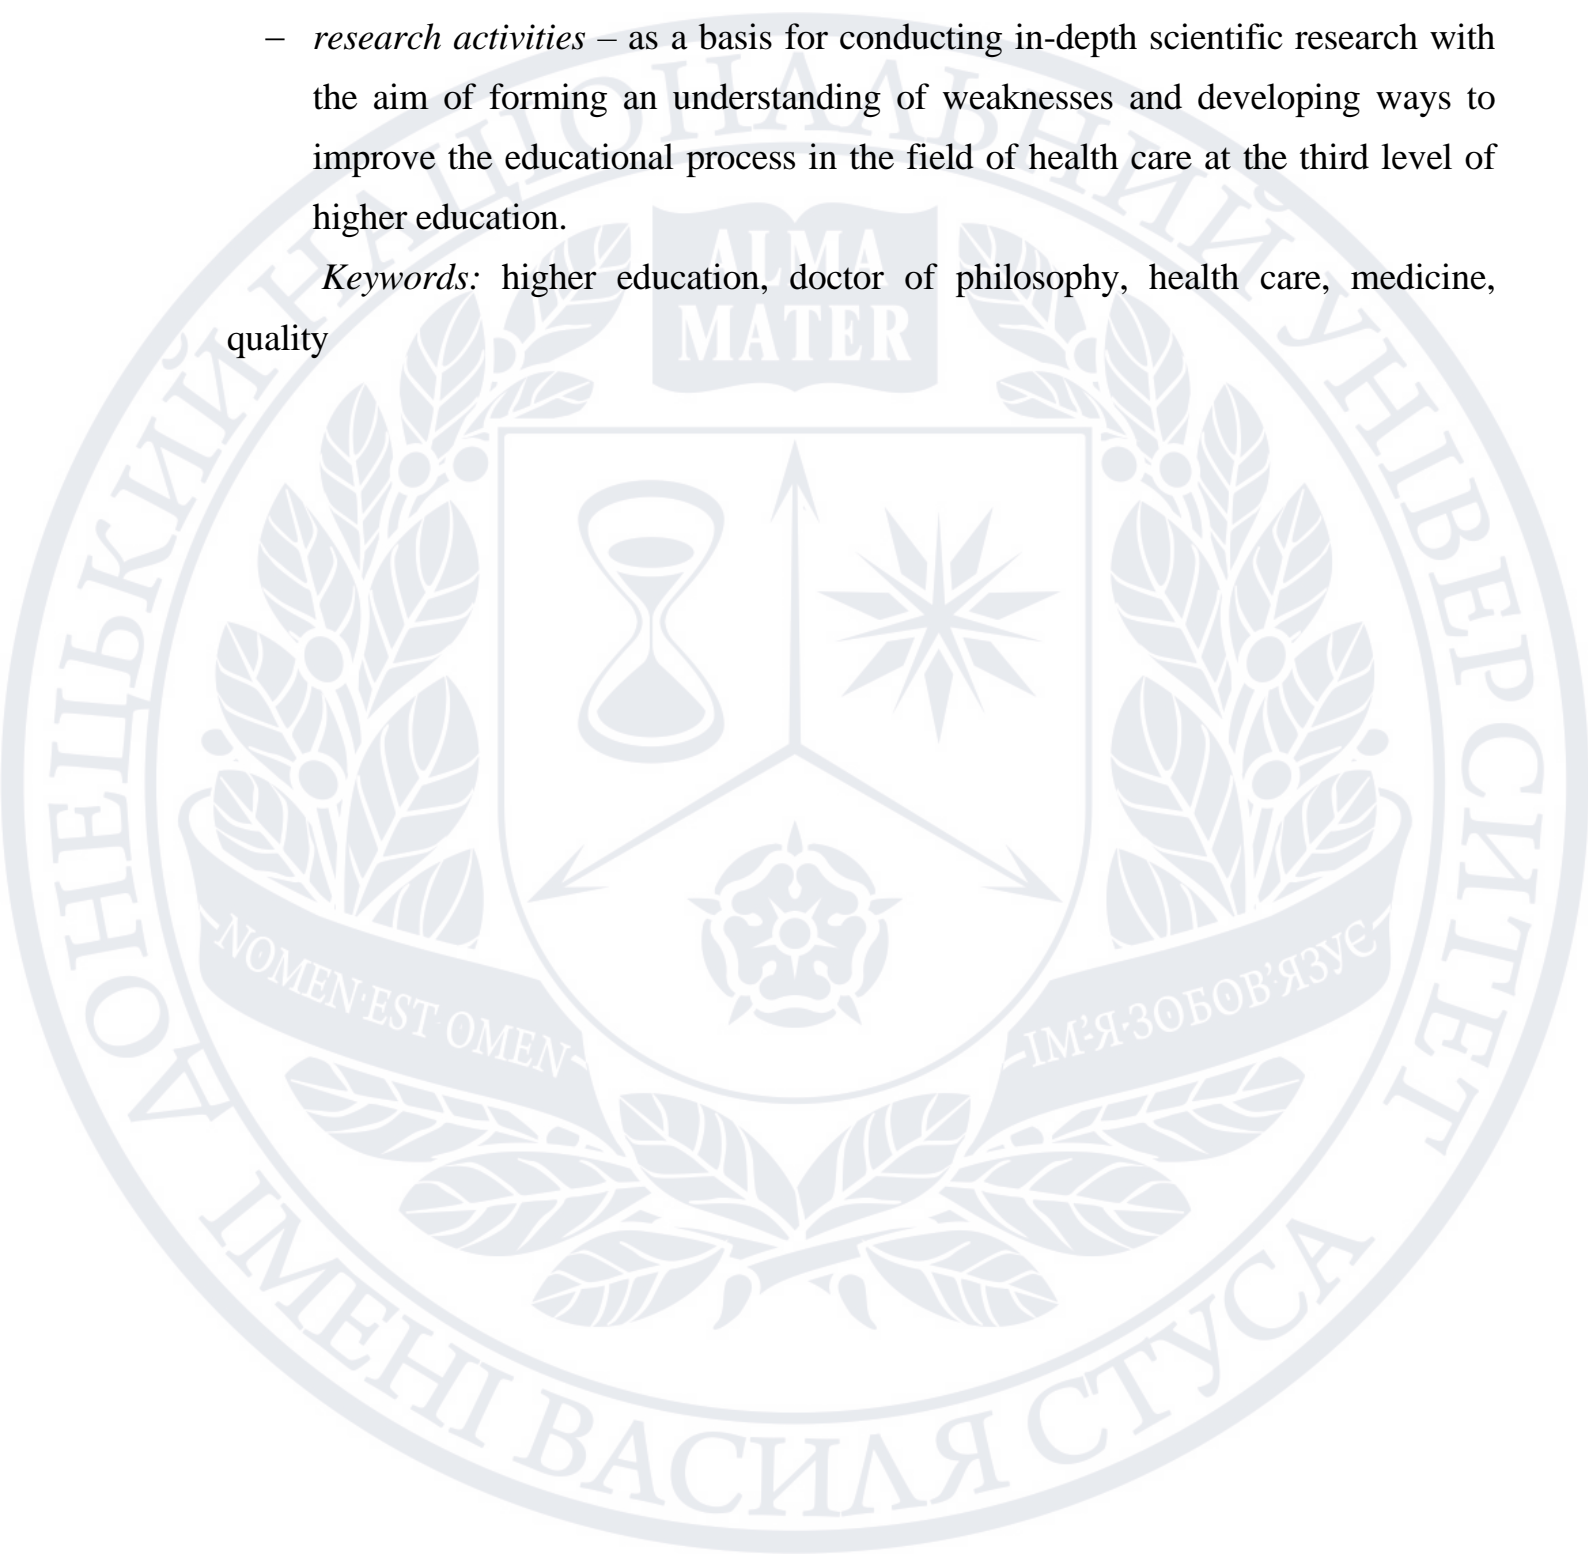 – research activities – as a basis for conducting in-depth scientific research with
the aim of forming an understanding of weaknesses and developing ways to
improve the educational process in the field of health care at the third level of
higher education.
Keywords: higher education, doctor of philosophy, health care, medicine,
quality
ДОНЕЦЬКИЙ НАЦІОНАЛЬНИЙ УНІВЕРСИТЕТ
ІМЕНІ ВАСИЛЯ СТУСА
ALMA
MATER
NOMEN·EST·OMEN
ІМ'Я·ЗОБОВ'ЯЗУЄ